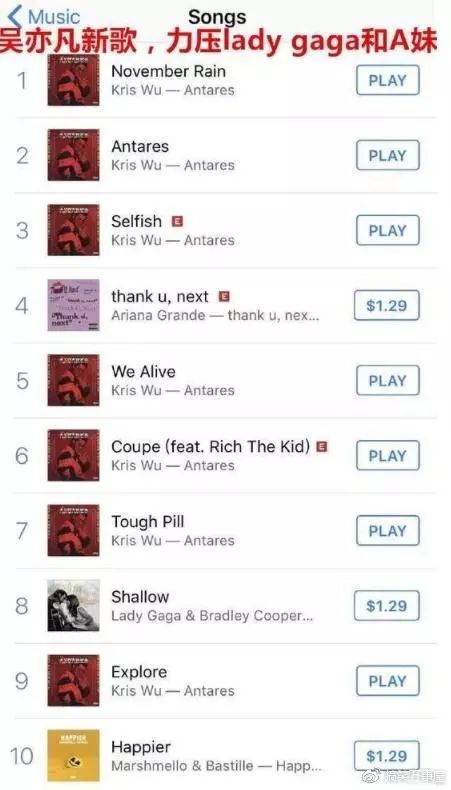 Music
Songs
吴亦凡新歌，力压lady gaga和A妹
1
November Rain
Kris Wu — Antares
PLAY
2
Antares
Kris Wu — Antares
PLAY
3
Selfish E
Kris Wu — Antares
PLAY
4
thank u, next E
Ariana Grande — thank u, nex...
$1.29
5
We Alive
Kris Wu — Antares
PLAY
6
Coupe (feat. Rich The Kid) E
Kris Wu — Antares
PLAY
7
Tough Pill
Kris Wu — Antares
PLAY
8
Shallow
Lady Gaga & Bradley Cooper...
$1.29
9
Explore
Kris Wu — Antares
PLAY
10
HAPPIER
Happier
Marshmello & Bastille — Happ...
$1.29